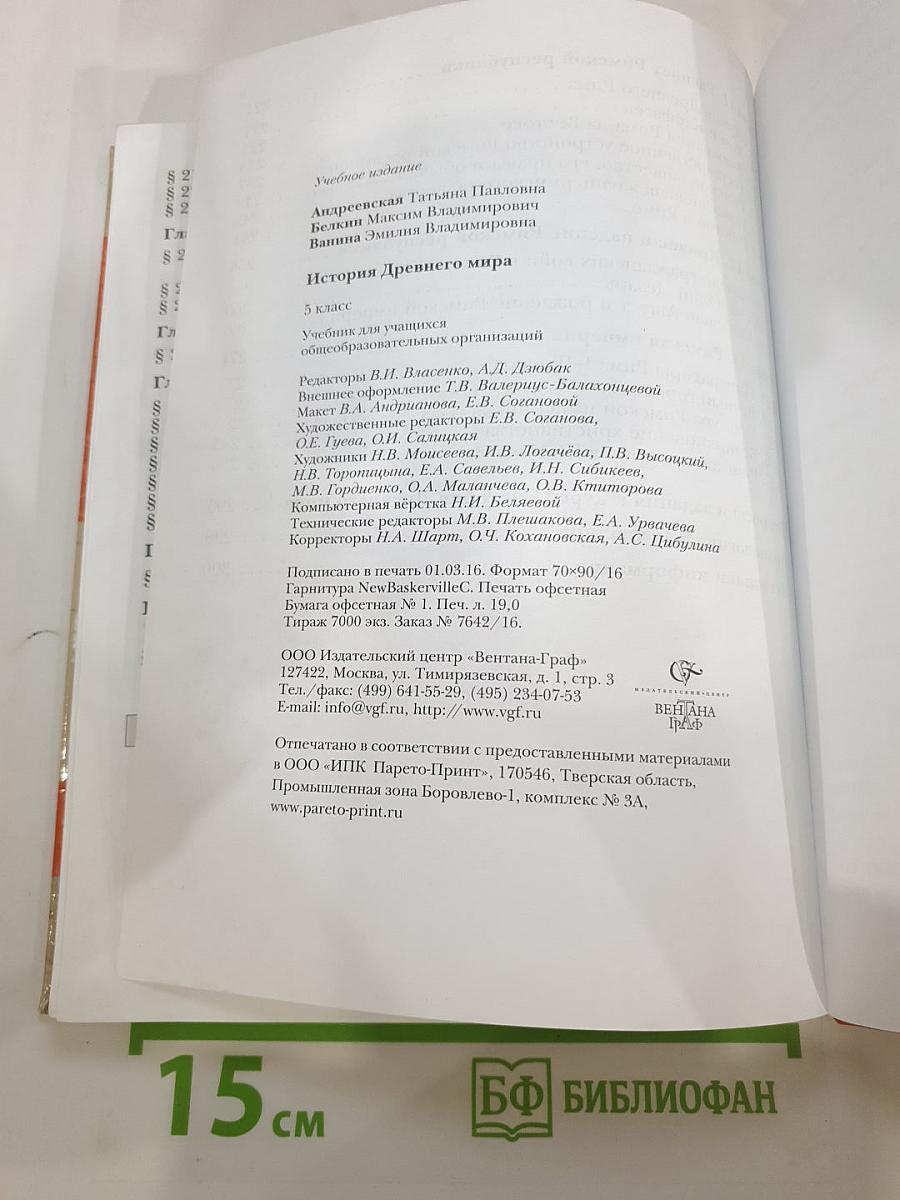 Учебное издание
Андреевская Татьяна Павловна
Белкин Максим Владимирович
Ванина Эмилия Владимировна
История Древнего мира
5 класс
Учебник для учащихся
общеобразовательных организаций
Редакторы В.И. Власенко, А.Д. Дзюбак
Внешнее оформление Т.В. Валериус-Балахонцевой
Макет В.А. Андрианова, Е.В. Согановой
Художественные редакторы Е.В. Соганова,
О.Е. Гуева, О.И. Салицкая
Художники Н.В. Моисеева, И.В. Логачёва, П.В. Высоцкий,
Н.В. Торопицына, Е.А. Савельев, И.Н. Сибикеев,
М.В. Гордиенко, О.А. Маланчева, О.В. Ктиторова
Компьютерная вёрстка Н.И. Беляевой
Технические редакторы М.В. Плешакова, Е.А. Урвачева
Корректоры Н.А. Шарт, О.Ч. Кохановская, А.С. Цибулина
Подписано в печать 01.03.16. Формат 70×90/16
Гарнитура NewBaskervilleC. Печать офсетная
Бумага офсетная № 1. Печ. л. 19,0
Тираж 7000 экз. Заказ № 7642/16.
ООО Издательский центр «Вентана-Граф»
127422, Москва, ул. Тимирязевская, д. 1, стр. 3
Тел./факс: (499) 641-55-29, (495) 234-07-53
E-mail: info@vgf.ru, http://www.vgf.ru
ИЗДАТЕЛЬСКИЙ ЦЕНТР
ВЕНТАНА
ГРАФ
Отпечатано в соответствии с предоставленными материалами
в ООО «ИПК Парето-Принт», 170546, Тверская область,
Промышленная зона Боровлево-1, комплекс № 3А,
www.pareto-print.ru
15 см
БФ БИБЛИОФАН